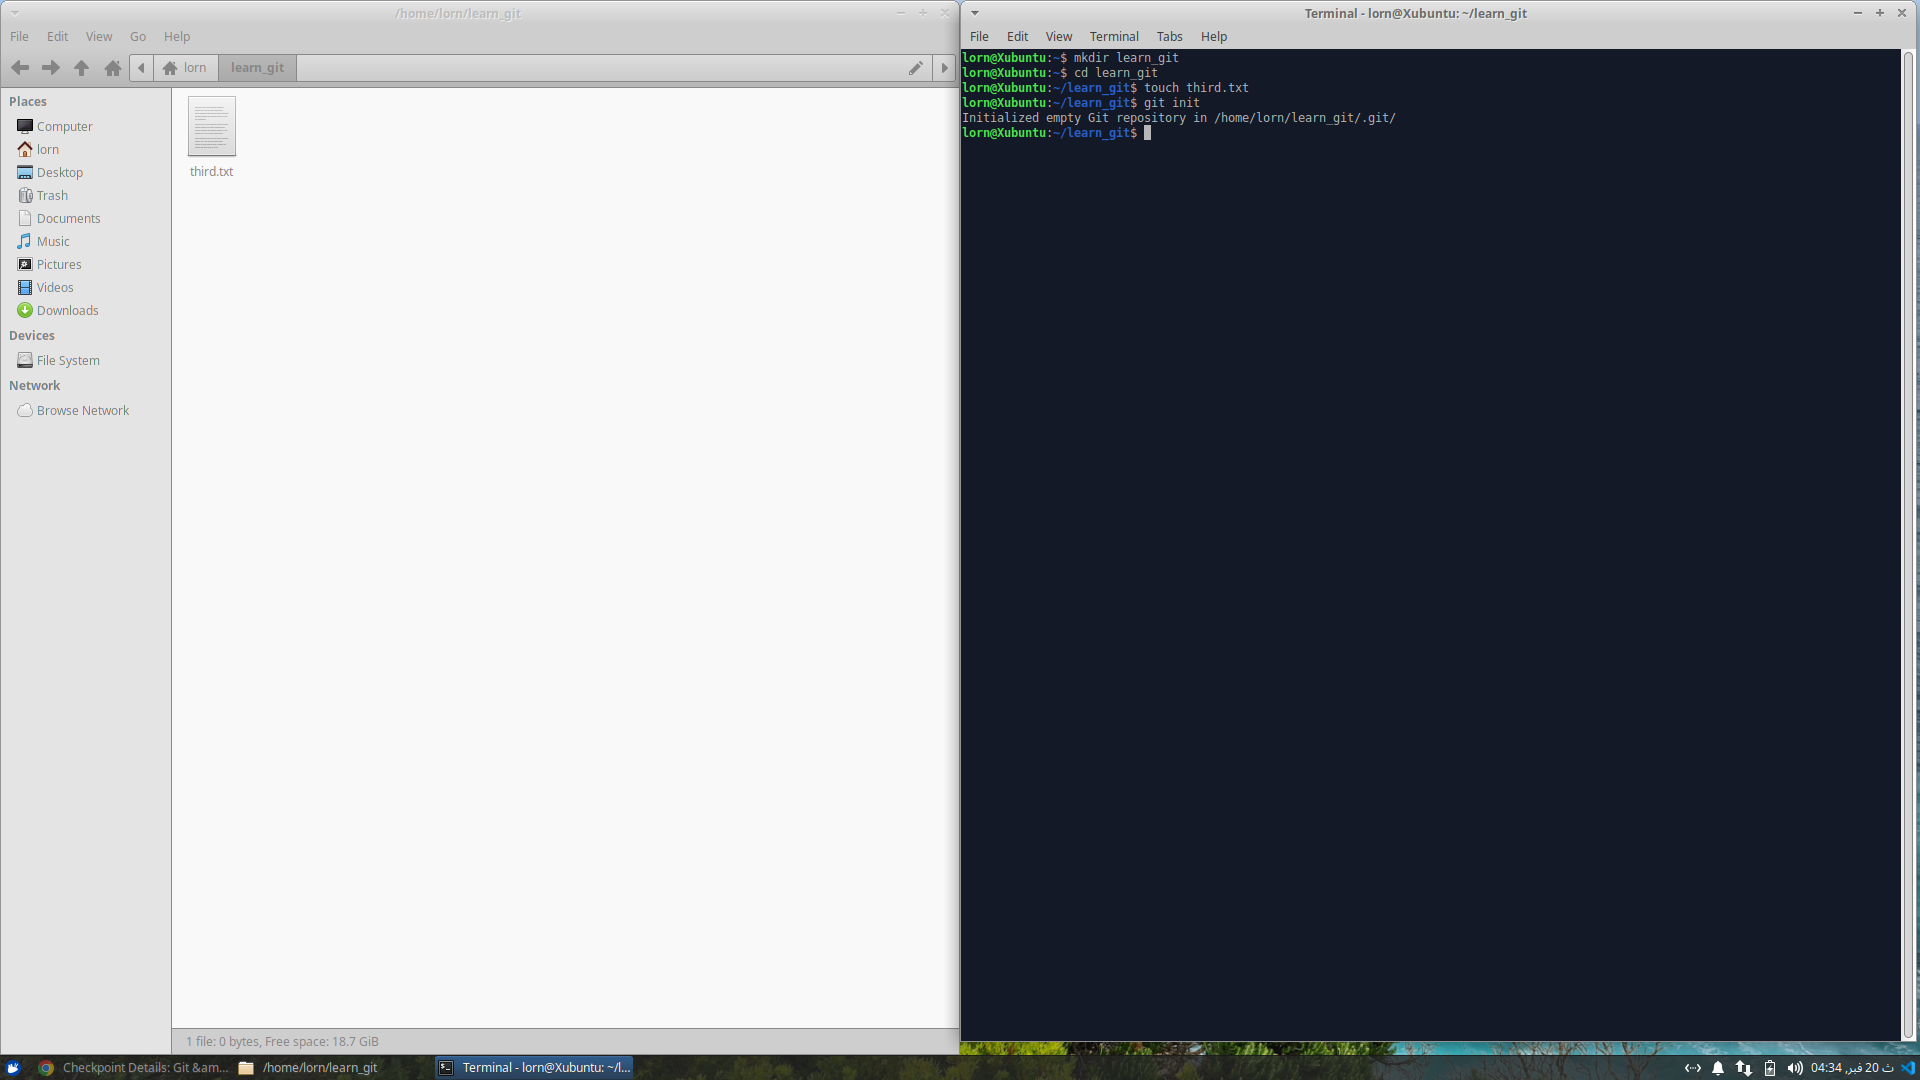 /home/lorn/learn_git
File Edit View Go Help
lorn learn_git
Places
Computer
lorn
Desktop
Trash
Documents
Music
Pictures
Videos
Downloads
Devices
File System
Network
Browse Network
third.txt
1 file: 0 bytes, Free space: 18.7 GiB
Terminal - lorn@Xubuntu: ~/learn_git
File Edit View Terminal Tabs Help
lorn@Xubuntu:~$ mkdir learn_git
lorn@Xubuntu:~$ cd learn_git
lorn@Xubuntu:~/learn_git$ touch third.txt
lorn@Xubuntu:~/learn_git$ git init
Initialized empty Git repository in /home/lorn/learn_git/.git/
lorn@Xubuntu:~/learn_git$
Checkpoint Details: Git &am... /home/lorn/learn_git Terminal - lorn@Xubuntu: ~/l... ث 20 فبر, 04:34